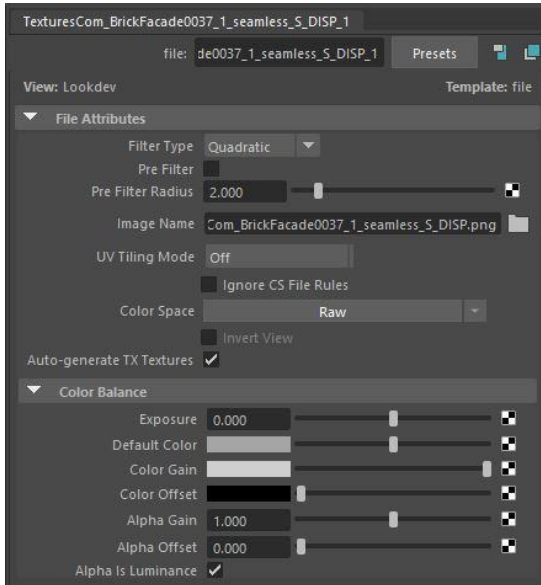 TexturesCom_BrickFacade0037_1_seamless_S_DISP_1
file: de0037_1_seamless_S_DISP_1 Presets
View: Lookdev Template: file
File Attributes
Filter Type Quadratic
Pre Filter
Pre Filter Radius 2.000
Image Name Com_BrickFacade0037_1_seamless_S_DISP.png
UV Tiling Mode Off
Ignore CS File Rules
Color Space Raw
Invert View
Auto-generate TX Textures
Color Balance
Exposure 0.000
Default Color
Color Gain
Color Offset
Alpha Gain 1.000
Alpha Offset 0.000
Alpha Is Luminance